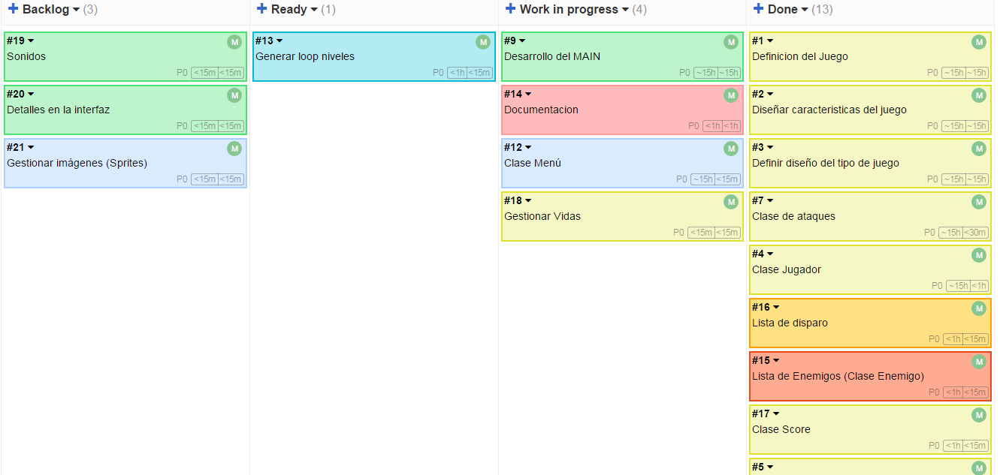 Backlog (3)
#19
M
Sonidos
P0 <15m <15m
#20
M
Detalles en la interfaz
P0 <15m <15m
#21
M
Gestionar imágenes (Sprites)
P0 <15m <15m
Ready (1)
#13
M
Generar loop niveles
P0 <1h <15m
Work in progress (4)
#9
M
Desarrollo del MAIN
P0 ~15h ~15h
#14
M
Documentacion
P0 <1h <1h
#12
M
Clase Menú
P0 ~15h <15m
#18
M
Gestionar Vidas
P0 <15m <15m
Done (13)
#1
M
Definicion del Juego
P0 ~15h ~15h
#2
M
Diseñar caracteristicas del juego
P0 ~15h ~15h
#3
M
Definir diseño del tipo de juego
P0 ~15h ~15h
#7
M
Clase de ataques
P0 ~15h <30m
#4
M
Clase Jugador
P0 ~15h <1h
#16
M
Lista de disparo
P0 <1h <15m
#15
M
Lista de Enemigos (Clase Enemigo)
P0 <1h <15m
#17
M
Clase Score
P0 <1h <15m
#5
M